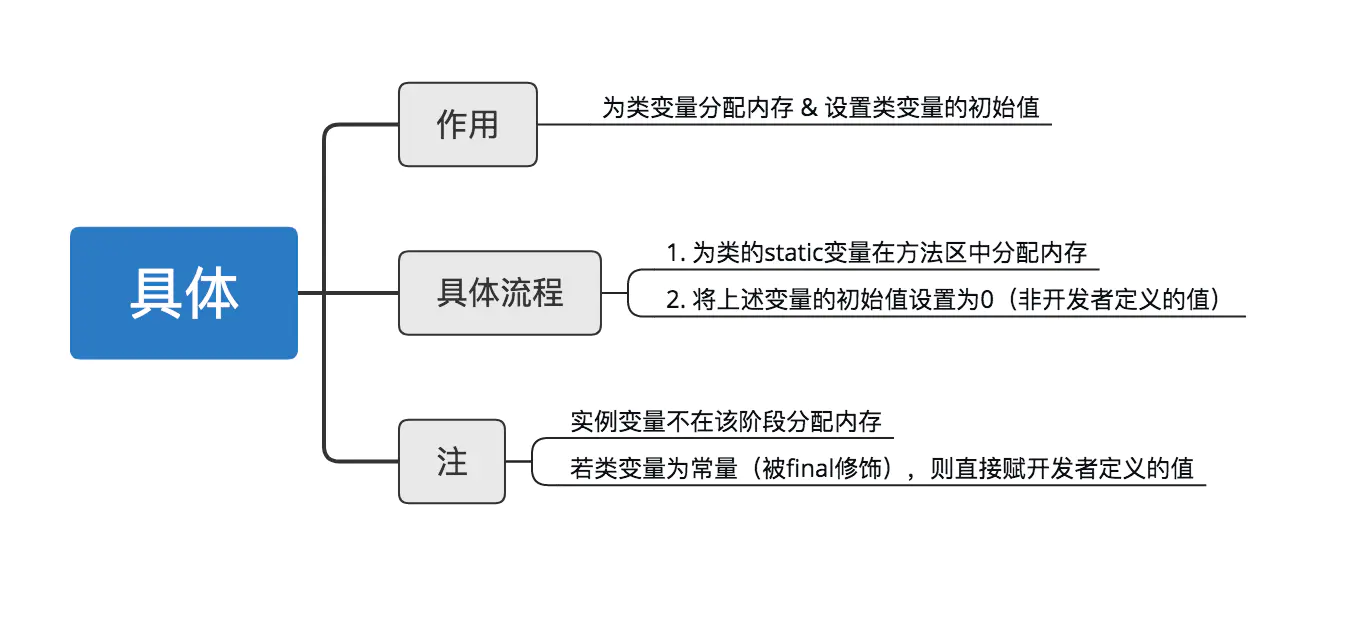 具体
作用
为类变量分配内存 & 设置类变量的初始值
具体流程
1. 为类的static变量在方法区中分配内存
2. 将上述变量的初始值设置为0（非开发者定义的值）
注
实例变量不在该阶段分配内存
若类变量为常量（被final修饰），则直接赋开发者定义的值